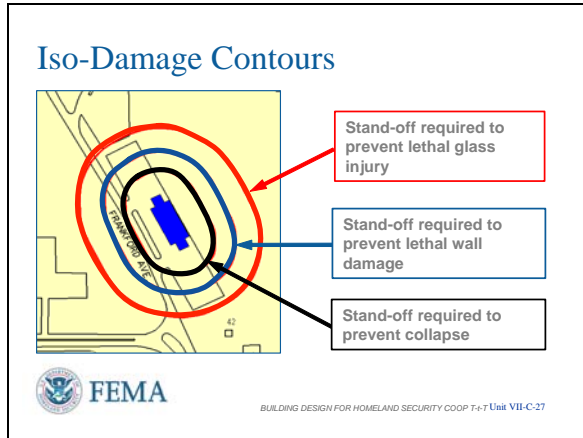 Iso-Damage Contours
FRANKFORD AVE
42
Stand-off required to
prevent lethal glass
injury
Stand-off required to
prevent lethal wall
damage
Stand-off required to
prevent collapse
FEMA
BUILDING DESIGN FOR HOMELAND SECURITY COOP T-t-T Unit VII-C-27